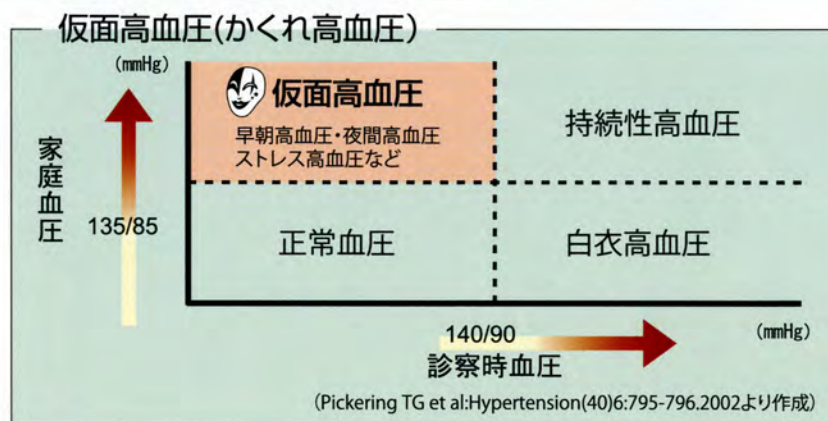 仮面高血圧(かくれ高血圧)
(mmHg)
家庭血圧
135/85
仮面高血圧
早朝高血圧・夜間高血圧
ストレス高血圧など
持続性高血圧
正常血圧
白衣高血圧
140/90
(mmHg)
診察時血圧
(Pickering TG et al:Hypertension(40)6:795-796.2002より作成)